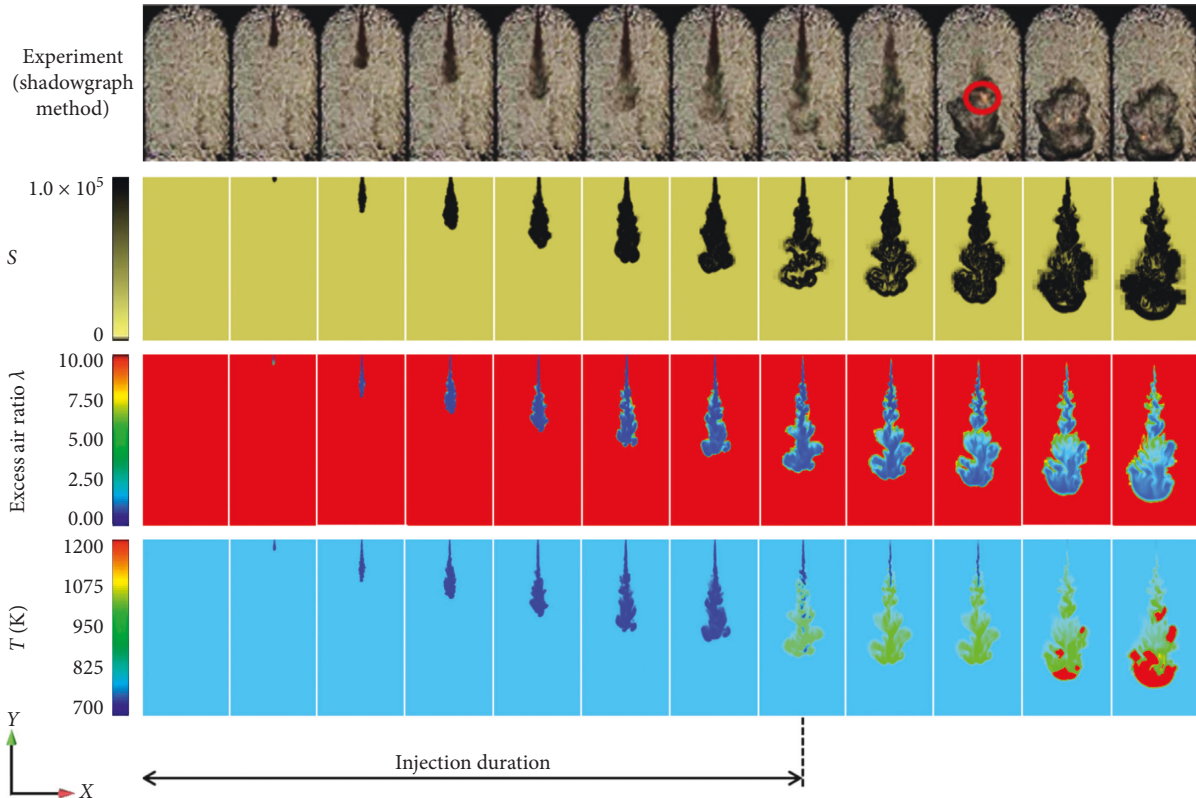 Experiment
(shadowgraph
method)
1.0 × 10⁵
S
0
10.00
7.50
5.00
2.50
0.00
Excess air ratio λ
1200
1075
950
825
700
T (K)
Y
X
Injection duration